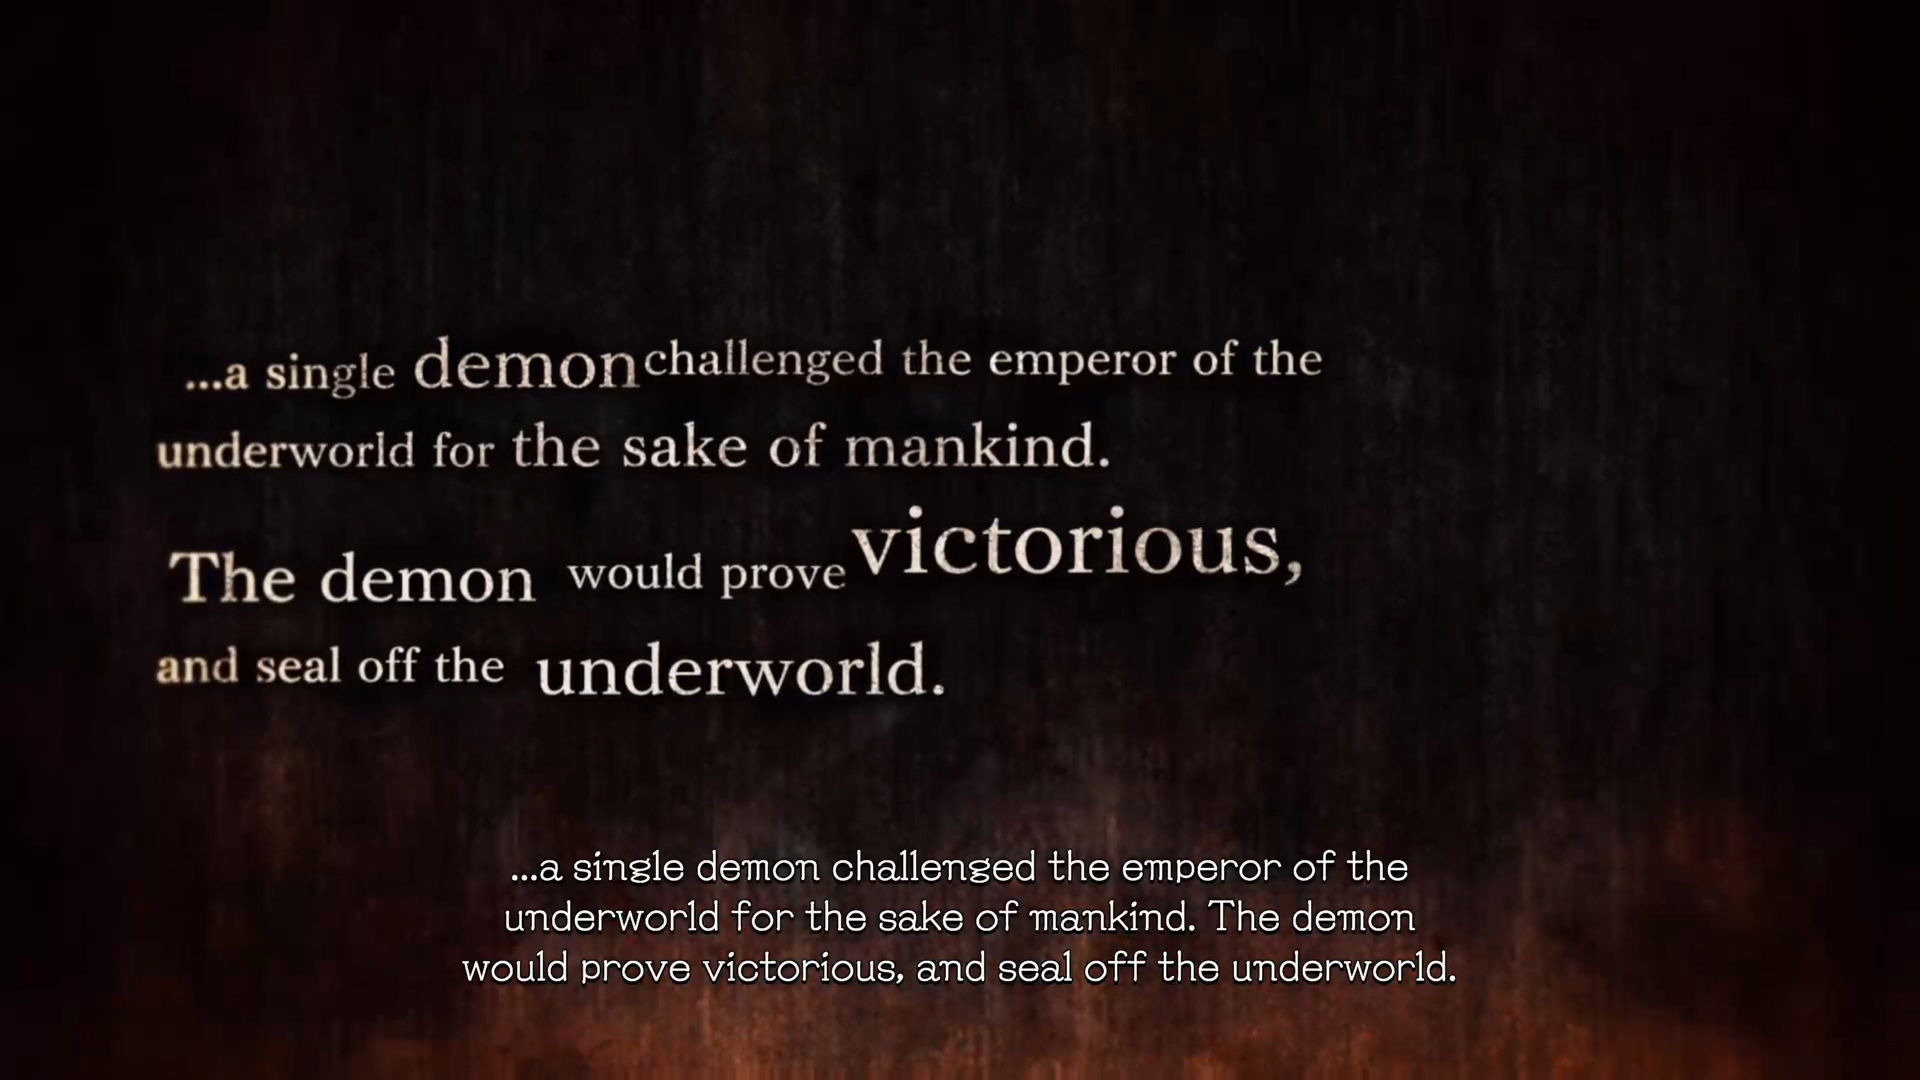 ...a single demon challenged the emperor of the
underworld for the sake of mankind.
The demon would prove victorious,
and seal off the underworld.
...a single demon challenged the emperor of the
underworld for the sake of mankind. The demon
would prove victorious, and seal off the underworld.